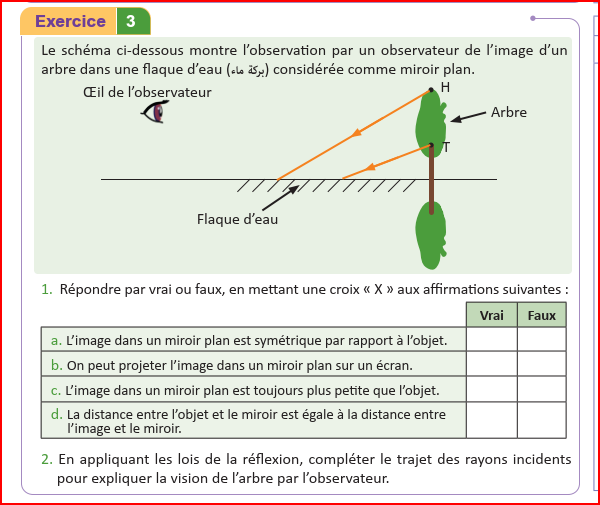 Exercice 3
Le schéma ci-dessous montre l'observation par un observateur de l'image d'un
arbre dans une flaque d'eau (بركة ماء) considérée comme miroir plan.
Œil de l'observateur
H
Arbre
T
Flaque d'eau
1. Répondre par vrai ou faux, en mettant une croix « X » aux affirmations suivantes :
Vrai Faux
a. L'image dans un miroir plan est symétrique par rapport à l'objet.
b. On peut projeter l'image dans un miroir plan sur un écran.
c. L'image dans un miroir plan est toujours plus petite que l'objet.
d. La distance entre l'objet et le miroir est égale à la distance entre
l'image et le miroir.
2. En appliquant les lois de la réflexion, compléter le trajet des rayons incidents
pour expliquer la vision de l'arbre par l'observateur.